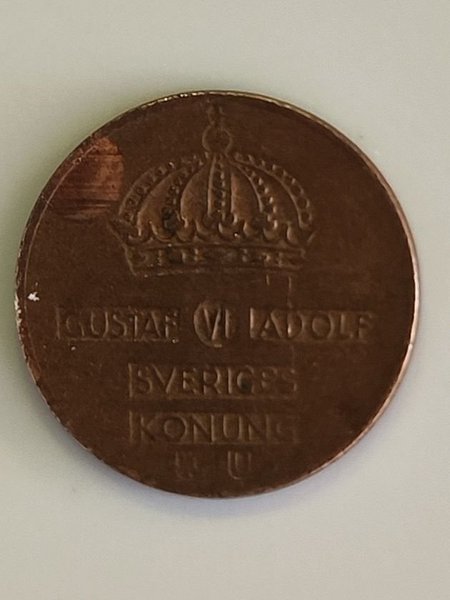 GUSTAF VI ADOLF
SVERIGES
KONUNG
U